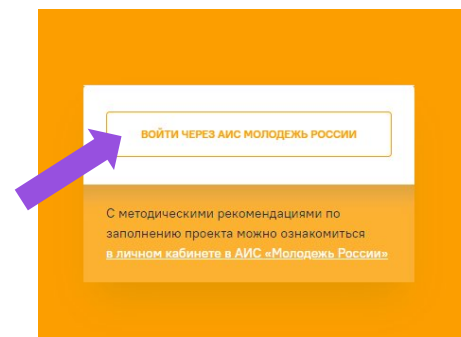 ВОЙТИ ЧЕРЕЗ АИС МОЛОДЕЖЬ РОССИИ
С методическими рекомендациями по
заполнению проекта можно ознакомиться
в личном кабинете в АИС «Молодежь России»